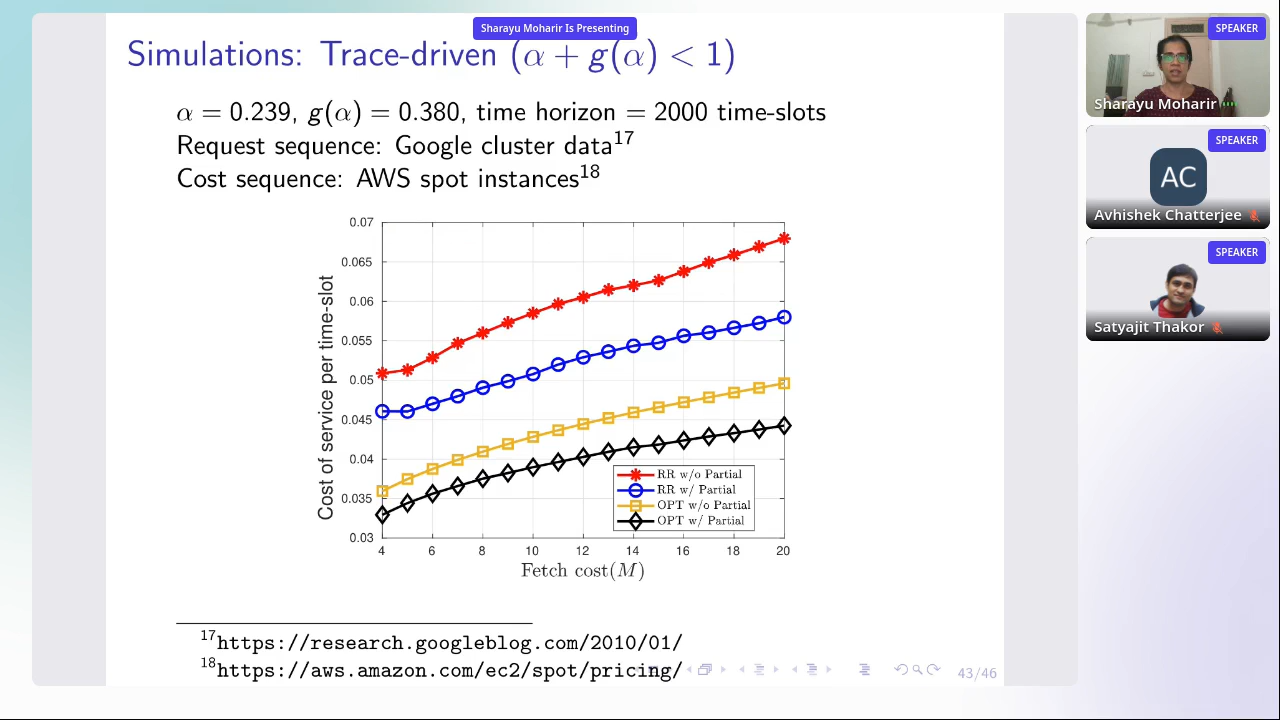 Sharayu Moharir Is Presenting
Simulations: Trace-driven (α + g(α) < 1)
α = 0.239, g(α) = 0.380, time horizon = 2000 time-slots
Request sequence: Google cluster data17
Cost sequence: AWS spot instances18
Cost of service per time-slot
0.07
0.065
0.06
0.055
0.05
0.045
0.04
0.035
0.03
RR w/o Partial
RR w/ Partial
OPT w/o Partial
OPT w/ Partial
4 6 8 10 12 14 16 18 20
Fetch cost(M)
17https://research.googleblog.com/2010/01/
18https://aws.amazon.com/ec2/spot/pricing/
43/46
SPEAKER
Sharayu Moharir
SPEAKER
AC
Avhishek Chatterjee
SPEAKER
Satyajit Thakor